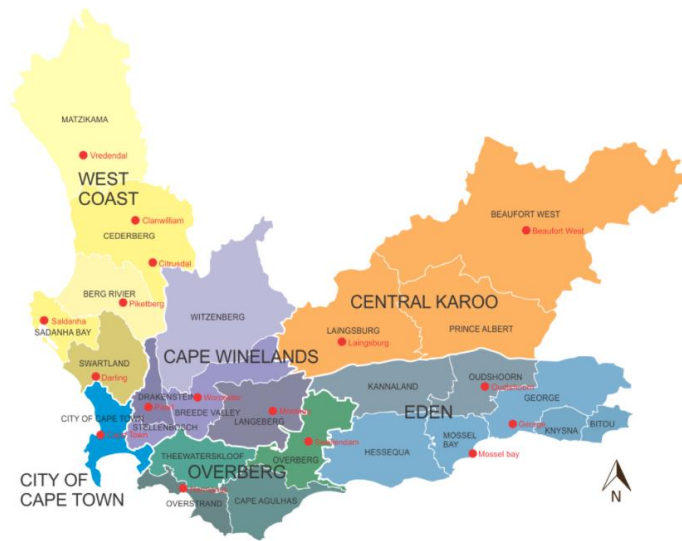 MATZIKAMA
Vredendal
WEST
COAST
Clanwilliam
CEDERBERG
Citrusdal
BERG RIVIER
Piketberg
Saldanha
SADANHA BAY
SWARTLAND
Darling
WITZENBERG
CAPE WINELANDS
DRAKENSTEIN
Worcester
Paarl
BREEDE VALLEY
STELLENBOSCH
LANGEBERG
CITY OF CAPE TOWN
Cape Town
CITY OF
CAPE TOWN
THEEWATERSKLOOF
OVERBERG
OVERBERG
Swellendam
OVERSTRAND
CAPE AGULHAS
BEAUFORT WEST
Beaufort West
CENTRAL KAROO
LAINGSBURG
Laingsburg
PRINCE ALBERT
KANNALAND
OUDSHOORN
Oudtshoorn
EDEN
GEORGE
George
HESSEQUA
MOSSEL
BAY
Mossel bay
KNYSNA
BITOU
N